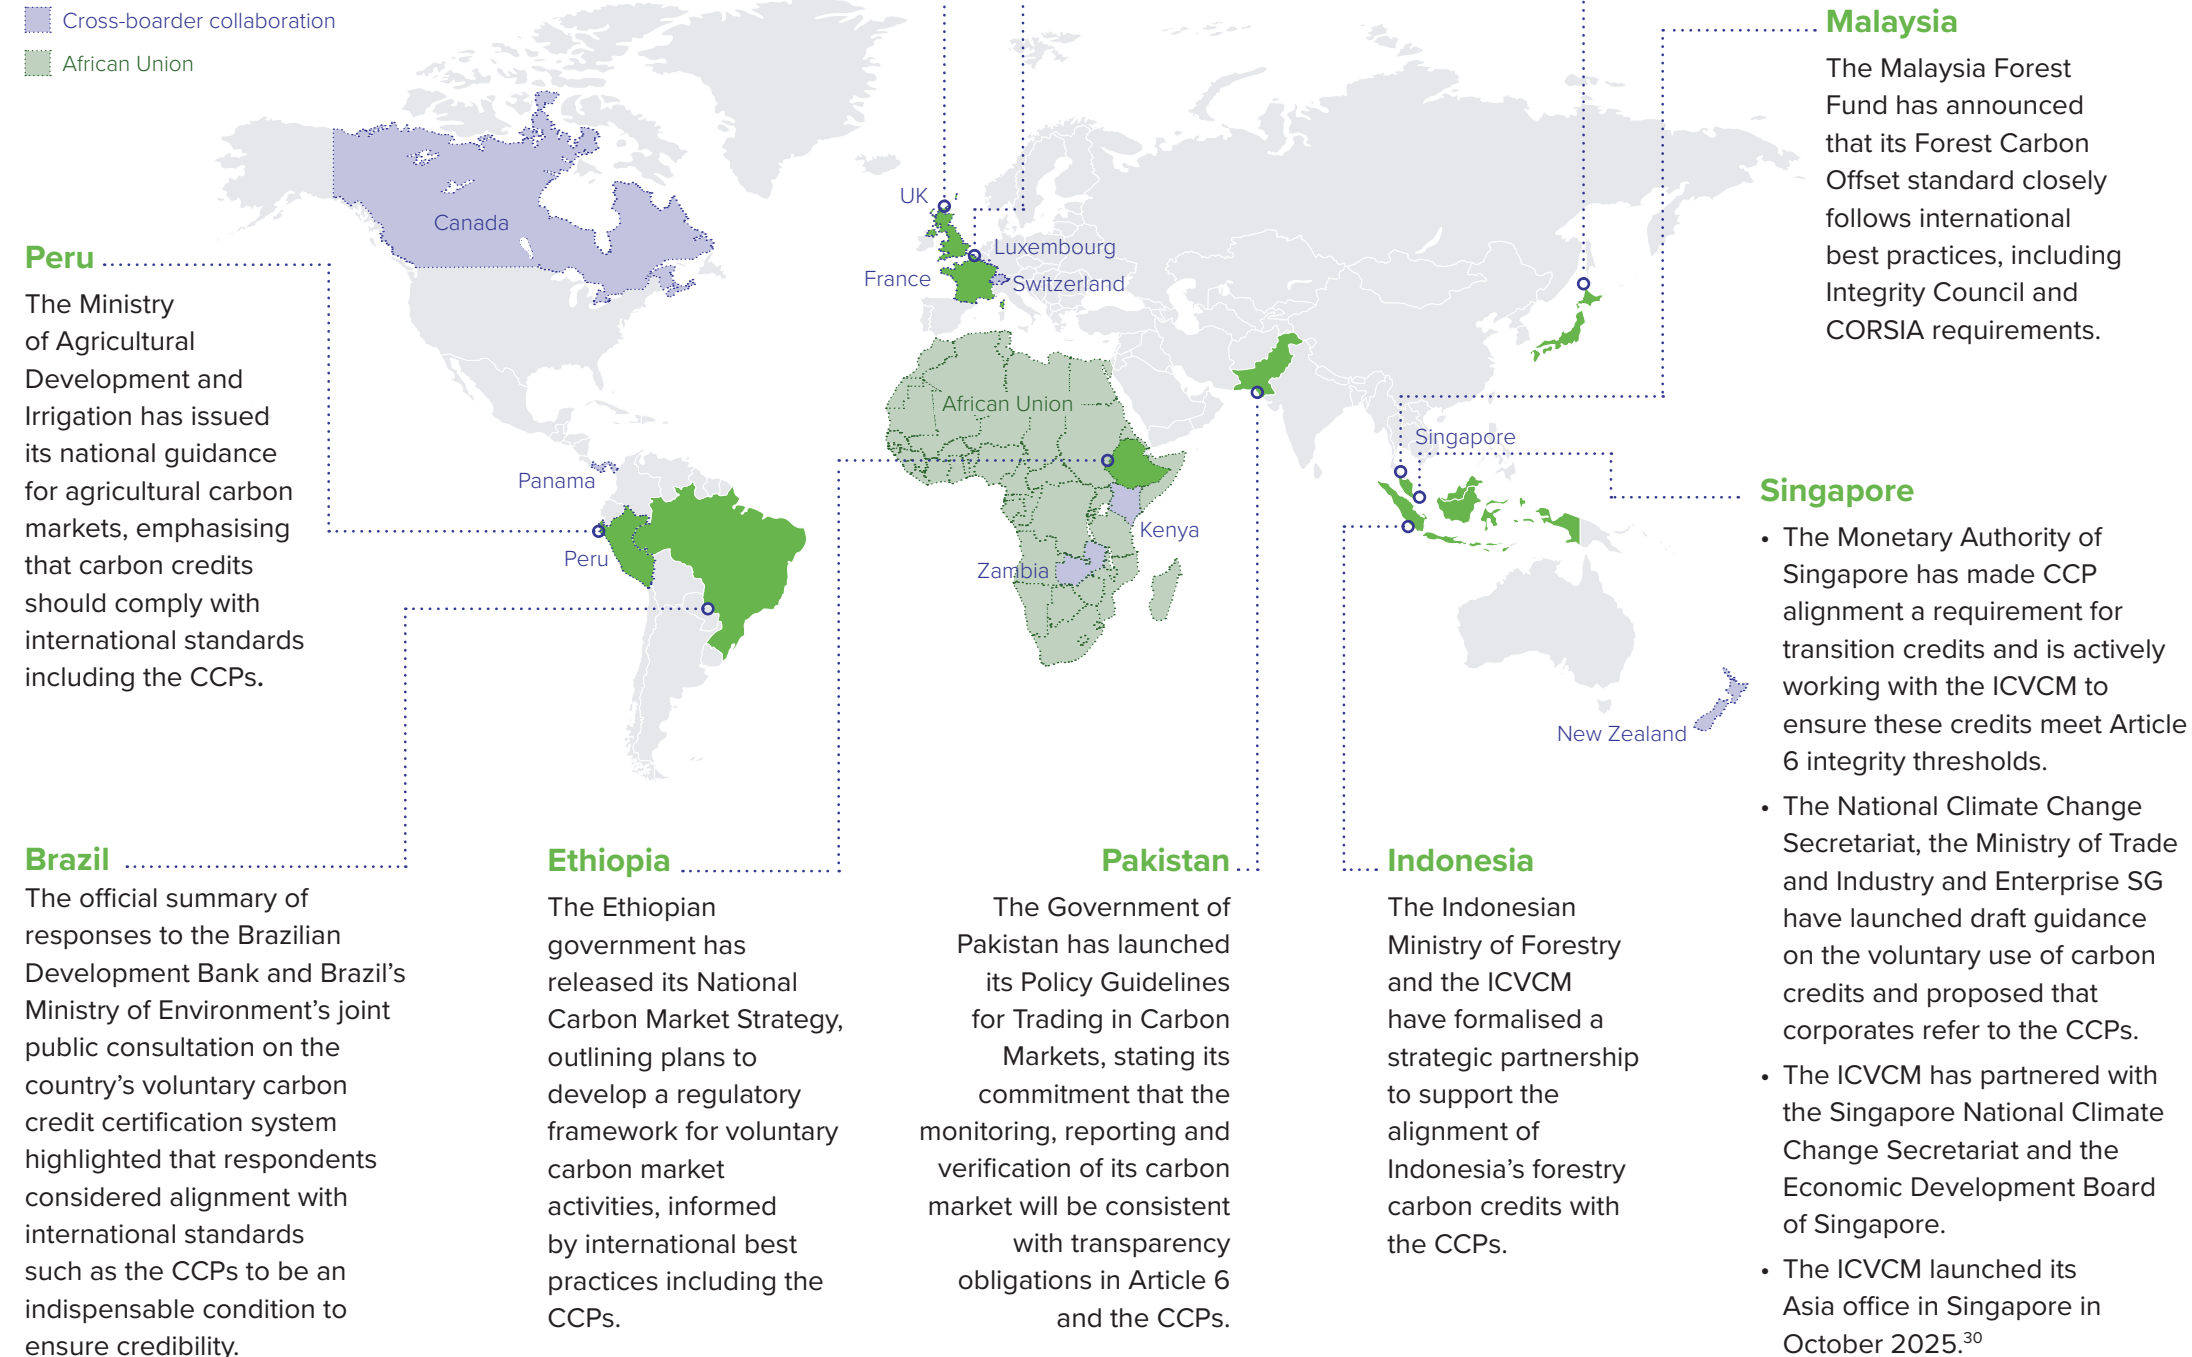 Cross-boarder collaboration
African Union
Canada
UK
Luxembourg
France
Switzerland
African Union
Panama
Peru
Kenya
Zambia
Singapore
New Zealand
Peru
The Ministry
of Agricultural
Development and
Irrigation has issued
its national guidance
for agricultural carbon
markets, emphasising
that carbon credits
should comply with
international standards
including the CCPs.
Malaysia
The Malaysia Forest
Fund has announced
that its Forest Carbon
Offset standard closely
follows international
best practices, including
Integrity Council and
CORSIA requirements.
Singapore
• The Monetary Authority of
Singapore has made CCP
alignment a requirement for
transition credits and is actively
working with the ICVCM to
ensure these credits meet Article
6 integrity thresholds.
• The National Climate Change
Secretariat, the Ministry of Trade
and Industry and Enterprise SG
have launched draft guidance
on the voluntary use of carbon
credits and proposed that
corporates refer to the CCPs.
• The ICVCM has partnered with
the Singapore National Climate
Change Secretariat and the
Economic Development Board
of Singapore.
• The ICVCM launched its
Asia office in Singapore in
October 2025.30
Brazil
The official summary of
responses to the Brazilian
Development Bank and Brazil's
Ministry of Environment's joint
public consultation on the
country's voluntary carbon
credit certification system
highlighted that respondents
considered alignment with
international standards
such as the CCPs to be an
indispensable condition to
ensure credibility.
Ethiopia
The Ethiopian
government has
released its National
Carbon Market Strategy,
outlining plans to
develop a regulatory
framework for voluntary
carbon market
activities, informed
by international best
practices including the
CCPs.
Pakistan
The Government of
Pakistan has launched
its Policy Guidelines
for Trading in Carbon
Markets, stating its
commitment that the
monitoring, reporting and
verification of its carbon
market will be consistent
with transparency
obligations in Article 6
and the CCPs.
Indonesia
The Indonesian
Ministry of Forestry
and the ICVCM
have formalised a
strategic partnership
to support the
alignment of
Indonesia's forestry
carbon credits with
the CCPs.